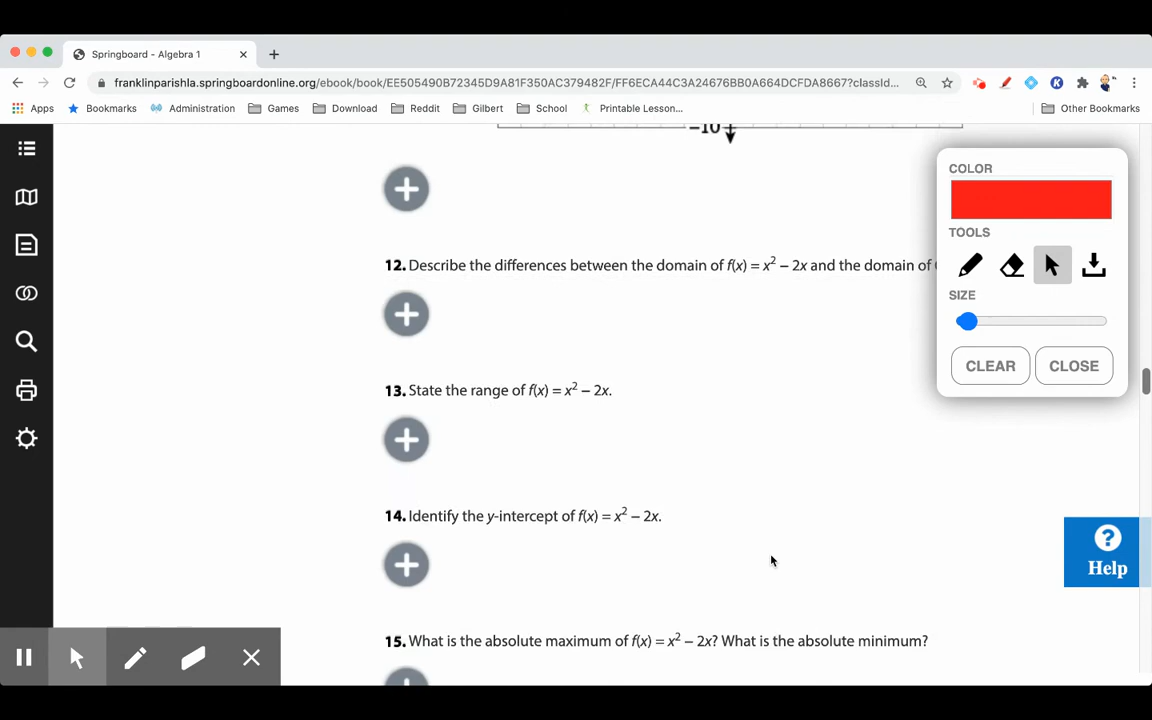 Springboard - Algebra 1
franklinparishla.springboardonline.org/ebook/book/EE505490B72345D9A81F350AC379482F/FF6ECA44C3A24676BB0A664DCFDA8667?classId...
Apps Bookmarks Administration Games Download Reddit Gilbert School Printable Lesson... Other Bookmarks
−10
COLOR
TOOLS
SIZE
CLEAR CLOSE
12. Describe the differences between the domain of f(x) = x² − 2x and the domain of
13. State the range of f(x) = x² − 2x.
14. Identify the y-intercept of f(x) = x² − 2x.
? Help
15. What is the absolute maximum of f(x) = x² − 2x? What is the absolute minimum?